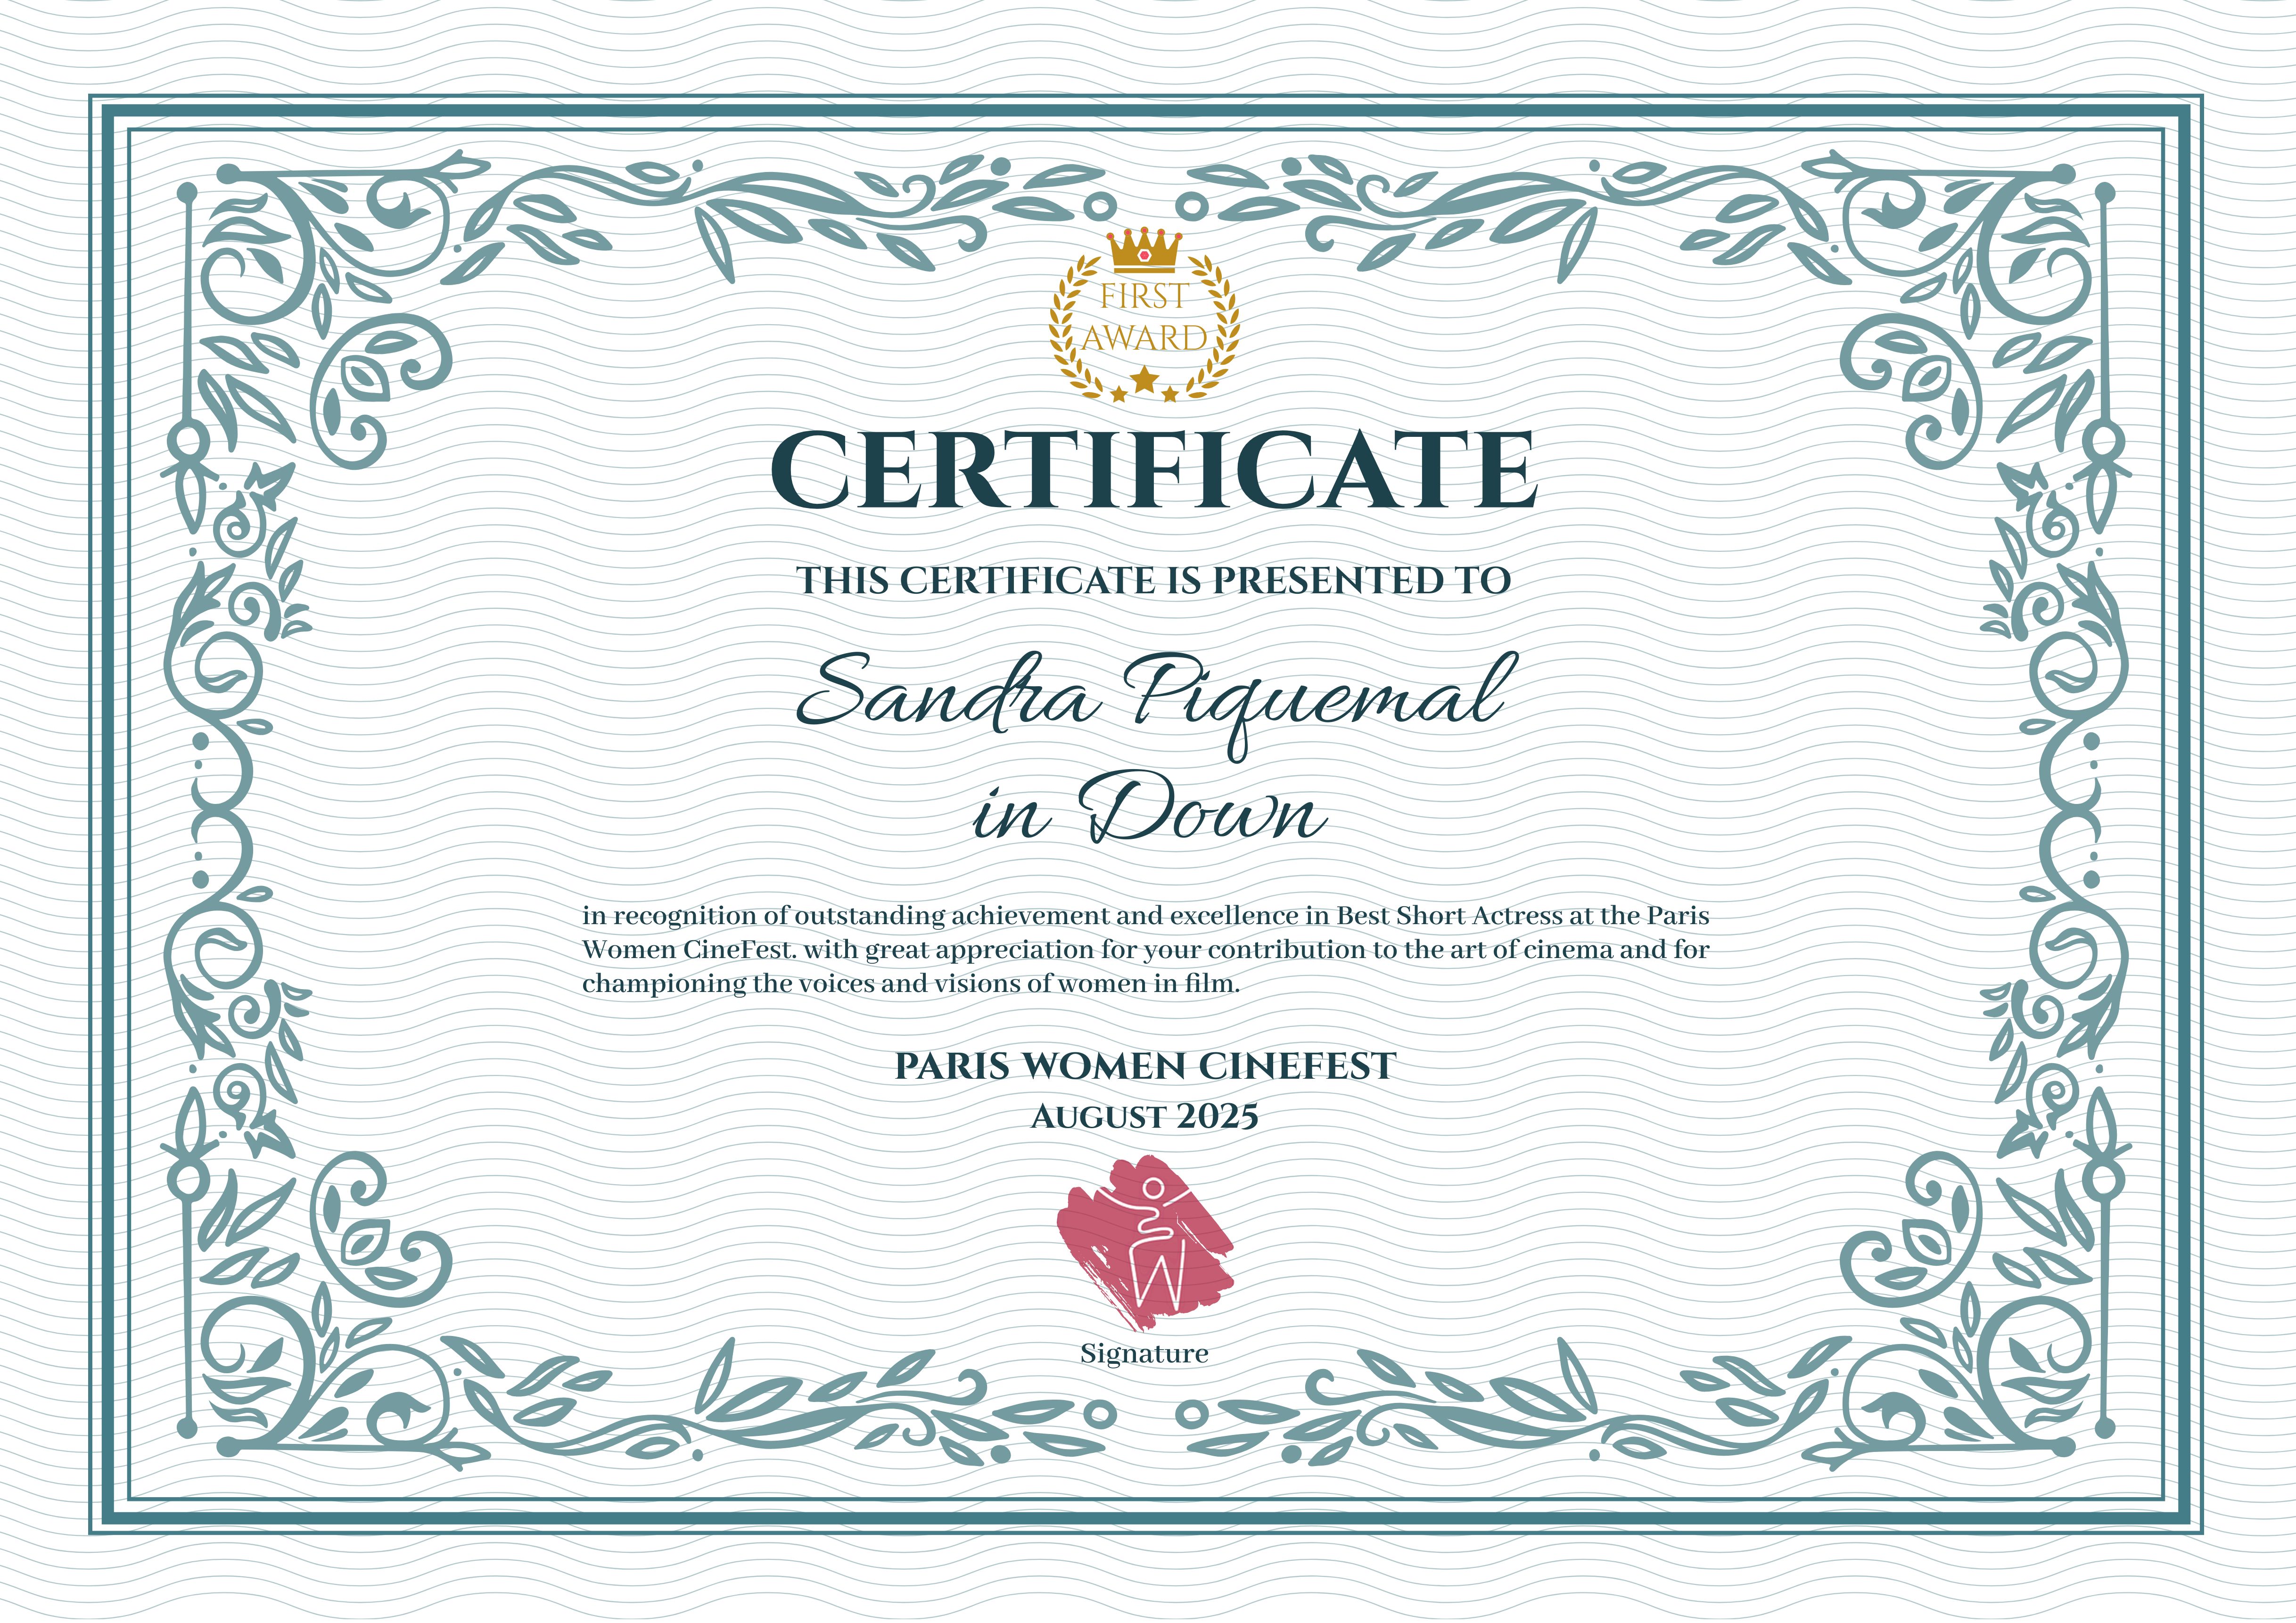 FIRST
AWARD
CERTIFICATE
THIS CERTIFICATE IS PRESENTED TO
Sandra Piquemal
in Down
in recognition of outstanding achievement and excellence in Best Short Actress at the Paris
Women CineFest. with great appreciation for your contribution to the art of cinema and for
championing the voices and visions of women in film.
PARIS WOMEN CINEFEST
AUGUST 2025
Signature